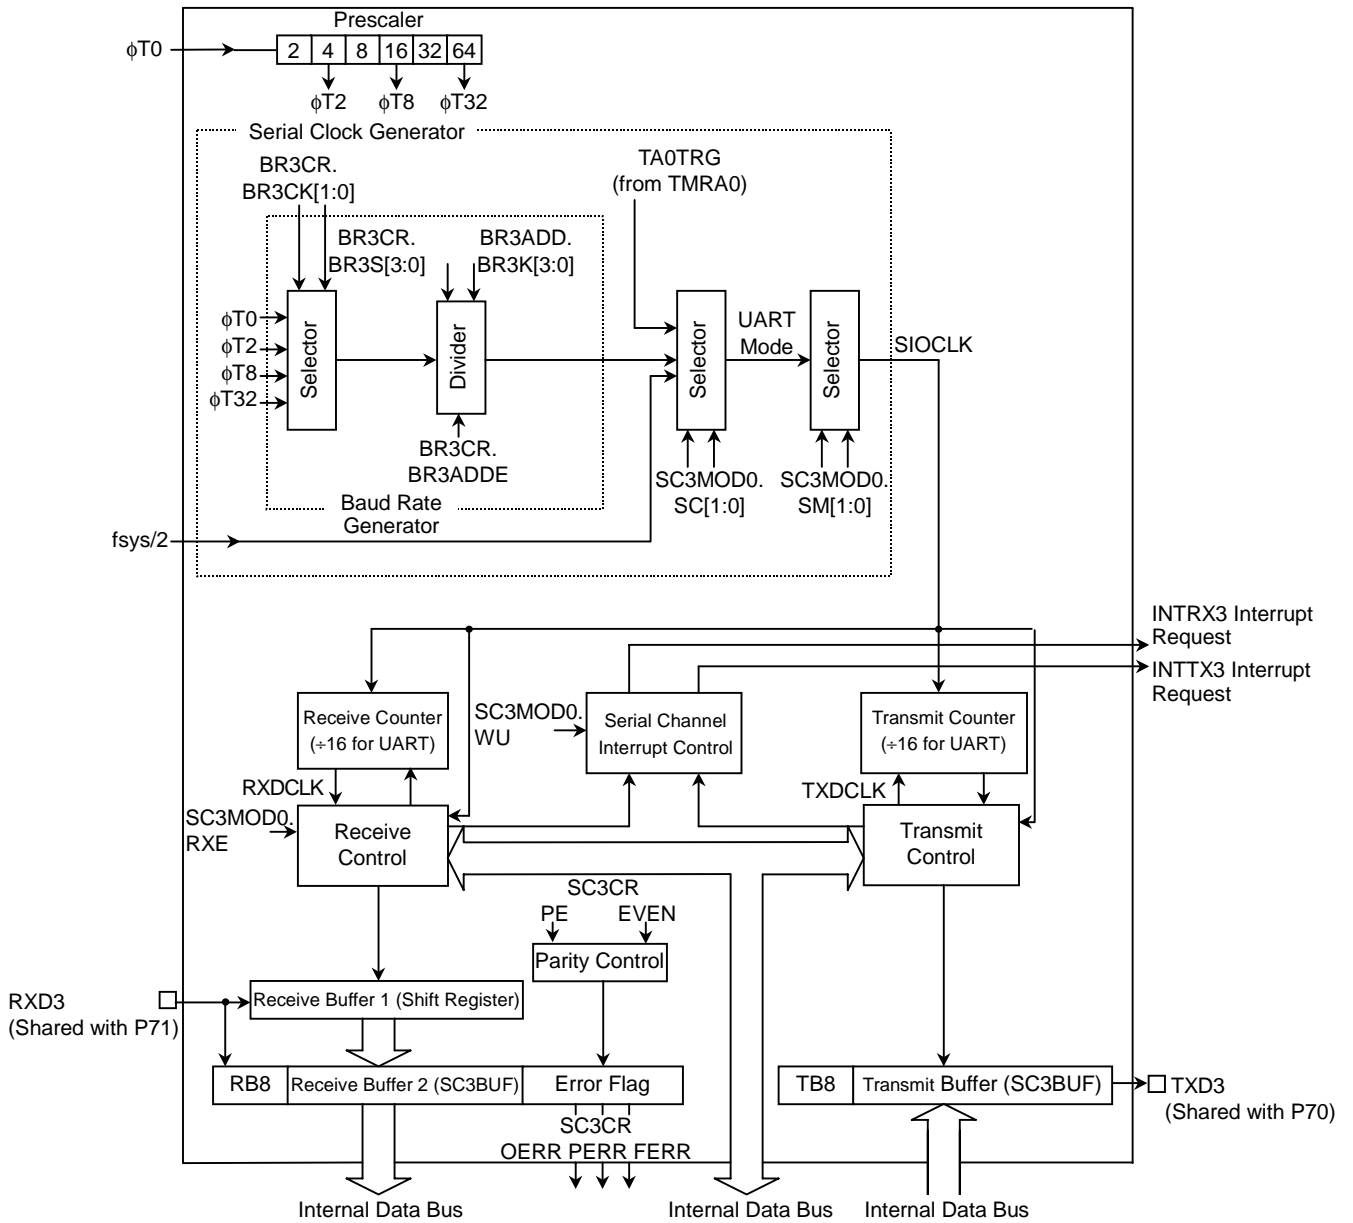 Prescaler
ϕT0
2 4 8 16 32 64
ϕT2 ϕT8 ϕT32
Serial Clock Generator
BR3CR.
BR3CK[1:0]
TA0TRG
(from TMRA0)
BR3CR.
BR3S[3:0]
BR3ADD.
BR3K[3:0]
ϕT0
ϕT2
ϕT8
ϕT32
Selector
Divider
Selector
UART
Mode
Selector
SIOCLK
BR3CR.
BR3ADDE
SC3MOD0.
SC[1:0]
SC3MOD0.
SM[1:0]
Baud Rate
Generator
fsys/2
INTRX3 Interrupt
Request
INTTX3 Interrupt
Request
Receive Counter
(÷16 for UART)
SC3MOD0.
WU
Serial Channel
Interrupt Control
Transmit Counter
(÷16 for UART)
RXDCLK
TXDCLK
SC3MOD0.
RXE
Receive
Control
Transmit
Control
SC3CR
PE EVEN
Parity Control
RXD3
(Shared with P71)
Receive Buffer 1 (Shift Register)
RB8 Receive Buffer 2 (SC3BUF) Error Flag
TB8 Transmit Buffer (SC3BUF)
TXD3
(Shared with P70)
SC3CR
OERR PERR FERR
Internal Data Bus Internal Data Bus Internal Data Bus